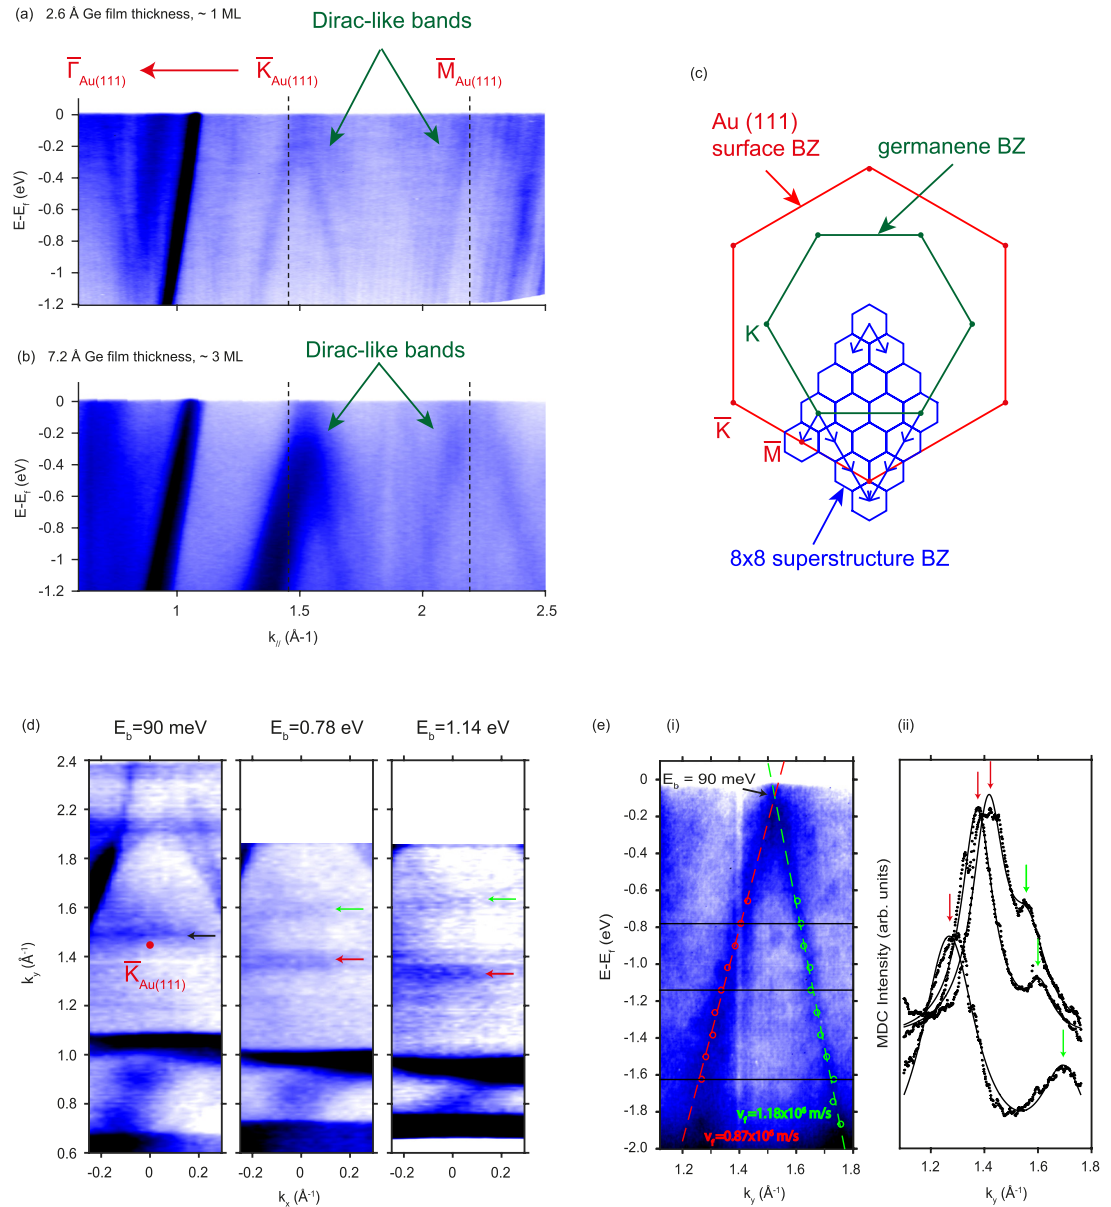 (a) 2.6 Å Ge film thickness, ~ 1 ML
Dirac-like bands
Γ̅Au(111)
K̅Au(111)
M̅Au(111)
0
-0.2
-0.4
-0.6
-0.8
-1
-1.2
E-Ef (eV)
(b) 7.2 Å Ge film thickness, ~ 3 ML
Dirac-like bands
0
-0.2
-0.4
-0.6
-0.8
-1
-1.2
E-Ef (eV)
1 1.5 2 2.5
k// (Å-1)
(c)
Au (111)
surface BZ
germanene BZ
K
K̅
M̅
8x8 superstructure BZ
(d)
Eb=90 meV
Eb=0.78 eV
Eb=1.14 eV
2.4
2.2
1.8
1.6
1.4
1.2
1.0
0.8
0.6
ky (Å-1)
K̅Au(111)
-0.2 0 0.2
-0.2 0 0.2
-0.2 0 0.2
kx (Å-1)
(e) (i)
Eb = 90 meV
0
-0.2
-0.4
-0.6
-0.8
-1.0
-1.2
-1.4
-1.6
-1.8
-2.0
E-Ef (eV)
vf=1.18x10⁶ m/s
vf=0.87x10⁶ m/s
1.2 1.4 1.6 1.8
ky (Å-1)
(ii)
MDC Intensity (arb. units)
1.2 1.4 1.6 1.8
ky (Å-1)